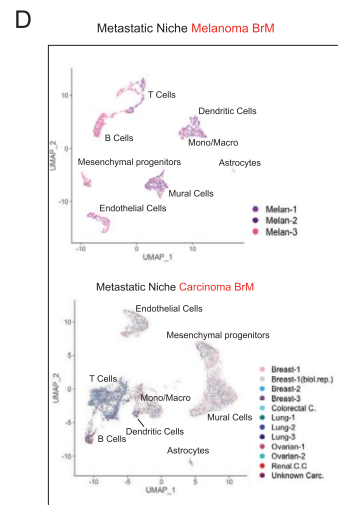 D
Metastatic Niche Melanoma BrM
T Cells
Dendritic Cells
B Cells
Mono/Macro
Meschymal progenitors
Astrocytes
Mural Cells
Endothelial Cells
Melan-1
Melan-2
Melan-3
UMAP_2
10
0
-10
-10
0
10
UMAP_1
Metastatic Niche Carcinoma BrM
Endothelial Cells
Mesenchymal progenitors
T Cells
Mono/Macro
Mural Cells
Dendritic Cells
B Cells
Astrocytes
Breast-1
Breast-1(biol.rep.)
Breast-2
Breast-3
Colorectal C.
Lung-1
Lung-2
Lung-3
Ovarian-1
Ovarian-2
Renal.C.C
Unknown Carc.
UMAP_2
10
5
0
-5
-10
-10
-5
0
5
10
UMAP_1